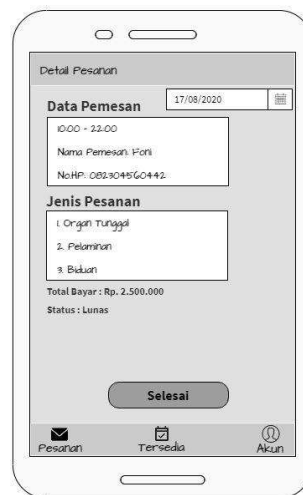 Detail Pesanan
17/08/2020
Data Pemesan
10:00 - 22:00
Nama Pemesan: Foni
No.HP: 082304560442
Jenis Pesanan
1. Organ Tunggal
2. Pelaminan
3. Biduan
Total Bayar : Rp. 2.500.000
Status : Lunas
Selesai
Pesanan
Tersedia
Akun